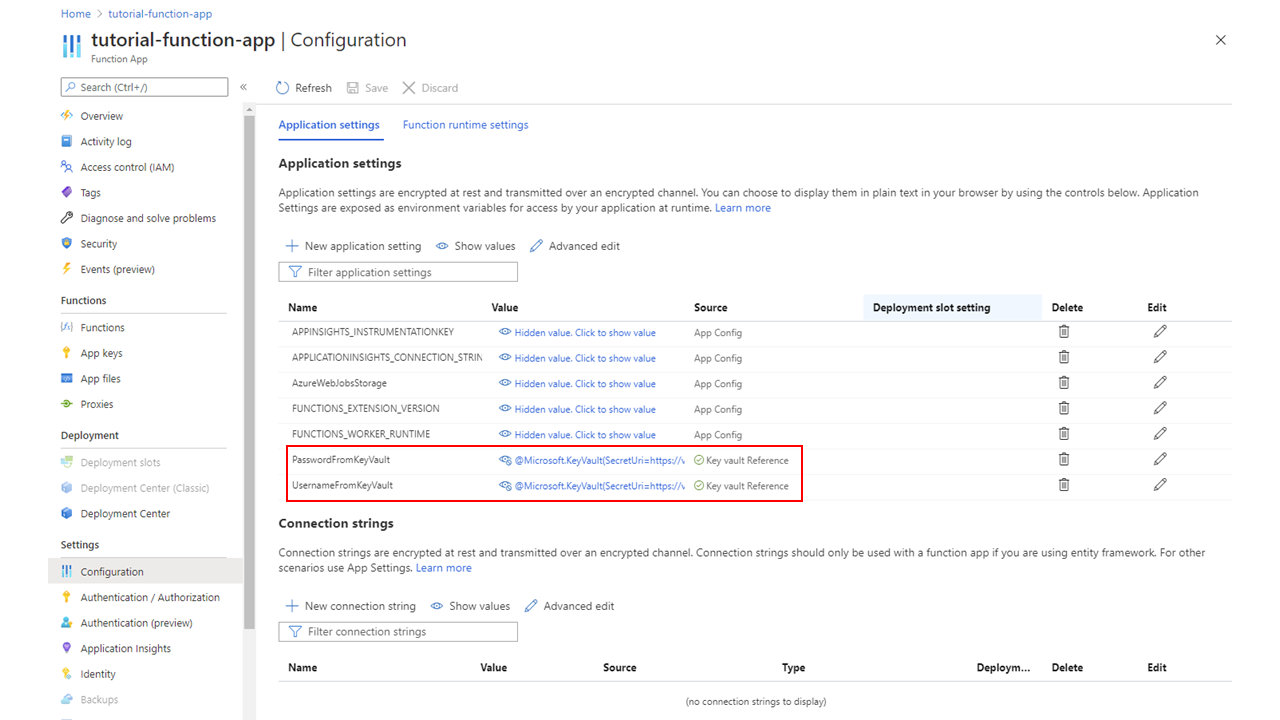 Home > tutorial-function-app
tutorial-function-app | Configuration
Function App
Search (Ctrl+/)
«
Refresh
Save
Discard
Overview
Activity log
Access control (IAM)
Tags
Diagnose and solve problems
Security
Events (preview)
Functions
Functions
App keys
App files
Proxies
Deployment
Deployment slots
Deployment Center (Classic)
Deployment Center
Settings
Configuration
Authentication / Authorization
Authentication (preview)
Application Insights
Identity
Backups
Application settings Function runtime settings
Application settings
Application settings are encrypted at rest and transmitted over an encrypted channel. You can choose to display them in plain text in your browser by using the controls below. Application
Settings are exposed as environment variables for access by your application at runtime. Learn more
New application setting Show values Advanced edit
Filter application settings
Name Value Source Deployment slot setting Delete Edit
APPINSIGHTS_INSTRUMENTATIONKEY Hidden value. Click to show value App Config
APPLICATIONINSIGHTS_CONNECTION_STRIN Hidden value. Click to show value App Config
AzureWebJobsStorage Hidden value. Click to show value App Config
FUNCTIONS_EXTENSION_VERSION Hidden value. Click to show value App Config
FUNCTIONS_WORKER_RUNTIME Hidden value. Click to show value App Config
PasswordFromKeyVault @Microsoft.KeyVault(SecretUri=https://v Key vault Reference
UsernameFromKeyVault @Microsoft.KeyVault(SecretUri=https://v Key vault Reference
Connection strings
Connection strings are encrypted at rest and transmitted over an encrypted channel. Connection strings should only be used with a function app if you are using entity framework. For other
scenarios use App Settings. Learn more
New connection string Show values Advanced edit
Filter connection strings
Name Value Source Type Deploym... Delete Edit
(no connection strings to display)